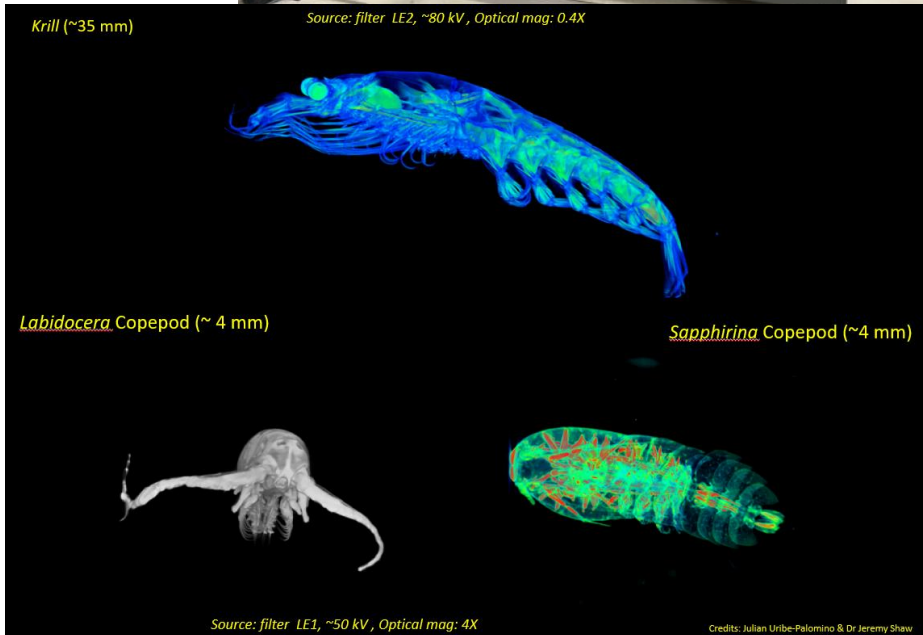 Krill (~35 mm)
Source: filter LE2, ~80 kV , Optical mag: 0.4X
Labidocera Copepod (~ 4 mm)
Sapphirina Copepod (~4 mm)
Source: filter LE1, ~50 kV , Optical mag: 4X
Credits: Julian Uribe-Palomino & Dr Jeremy Shaw